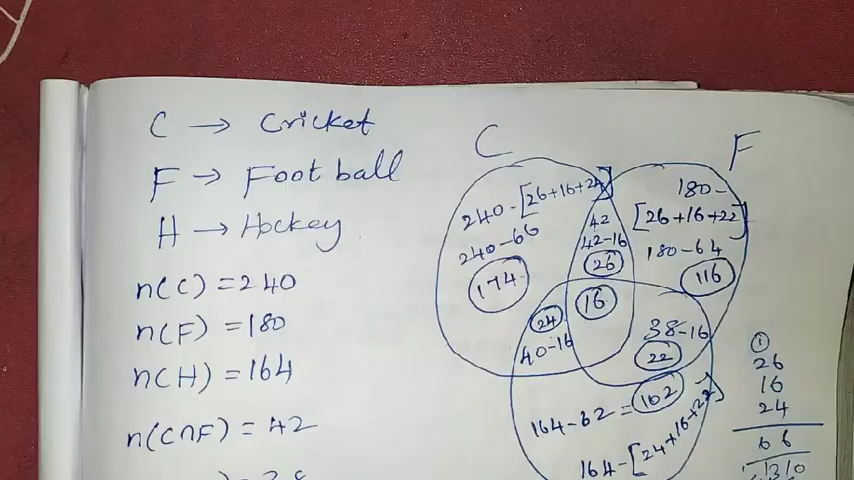 C → Cricket
F → Foot ball
H → Hockey
n(C) = 240
n(F) = 180
n(H) = 164
n(C∩F) = 42
) = 38
C
F
240-[26+16+24]
240-66
174
42
42-16
26
180-
[26+16+22]
180-64
116
16
24
40-16
38-16
22
164-62 = 162
164-[24+16+22]
①
26
16
24
66